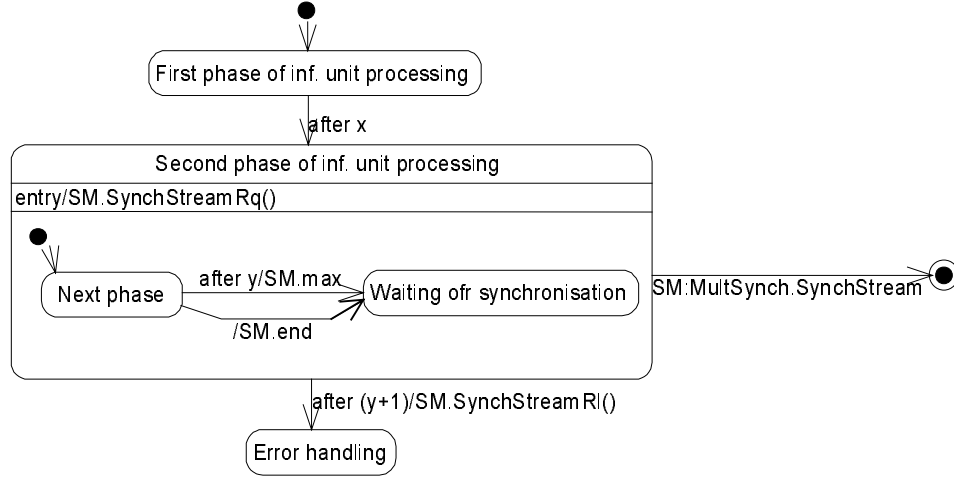 First phase of inf. unit processing
after x
Second phase of inf. unit processing
entry/SM.SynchStreamRq()
Next phase
after y/SM.max
/SM.end
Waiting ofr synchronisation
SM:MultSynch.SynchStream
after (y+1)/SM.SynchStreamRl()
Error handling